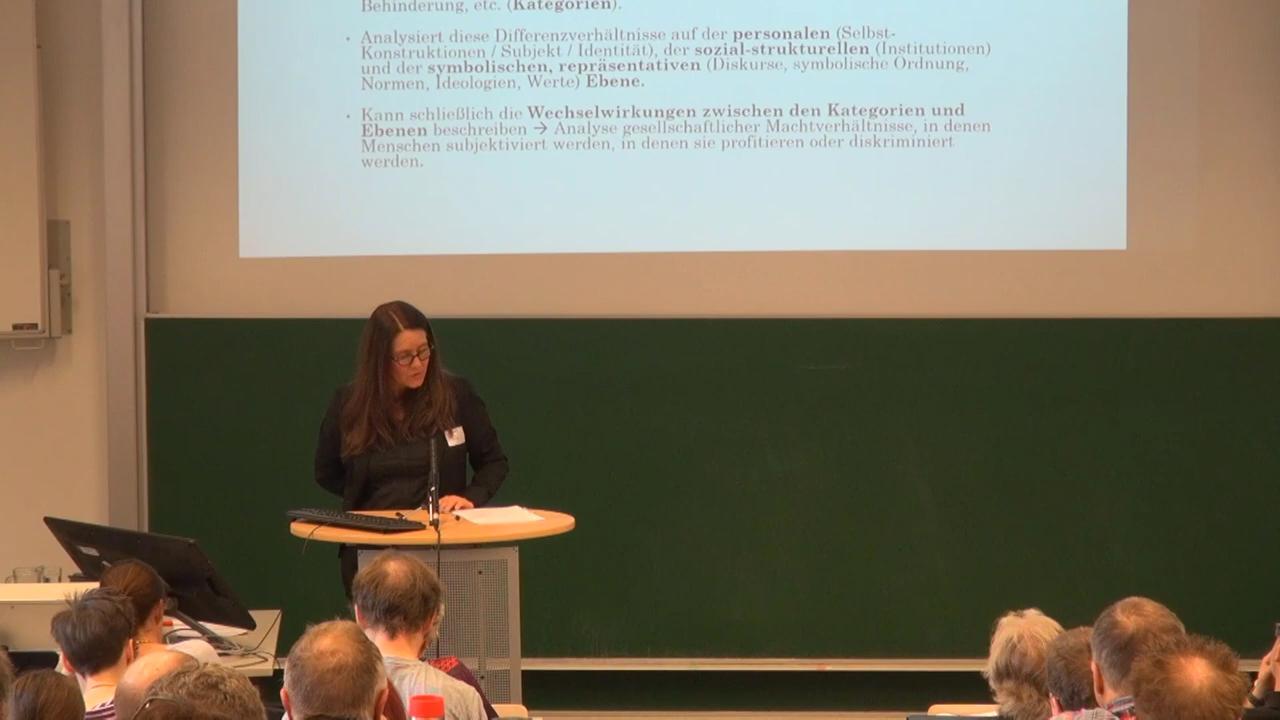 Behinderung, etc. (Kategorien).
· Analysiert diese Differenzverhältnisse auf der personalen (Selbst-
Konstruktionen / Subjekt / Identität), der sozial-strukturellen (Institutionen)
und der symbolischen, repräsentativen (Diskurse, symbolische Ordnung,
Normen, Ideologien, Werte) Ebene.
· Kann schließlich die Wechselwirkungen zwischen den Kategorien und
Ebenen beschreiben → Analyse gesellschaftlicher Machtverhältnisse, in denen
Menschen subjektiviert werden, in denen sie profitieren oder diskriminiert
werden.